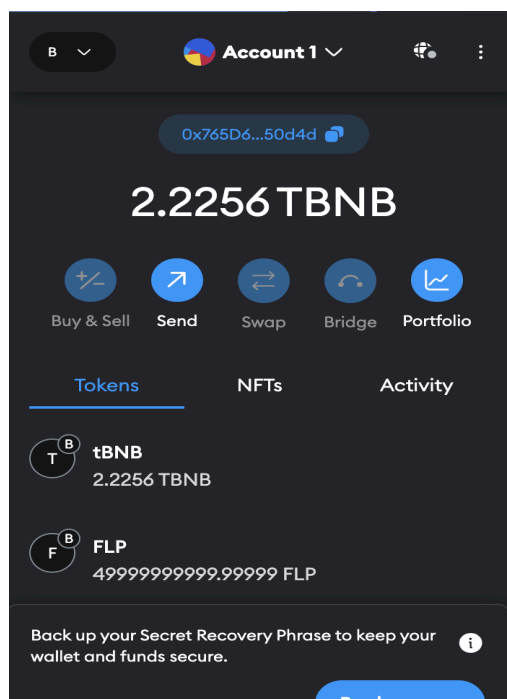 B
Account 1
0x765D6...50d4d
2.2256 TBNB
Buy & Sell Send Swap Bridge Portfolio
Tokens NFTs Activity
T B tBNB
2.2256 TBNB
F B FLP
49999999999.99999 FLP
Back up your Secret Recovery Phrase to keep your
wallet and funds secure.